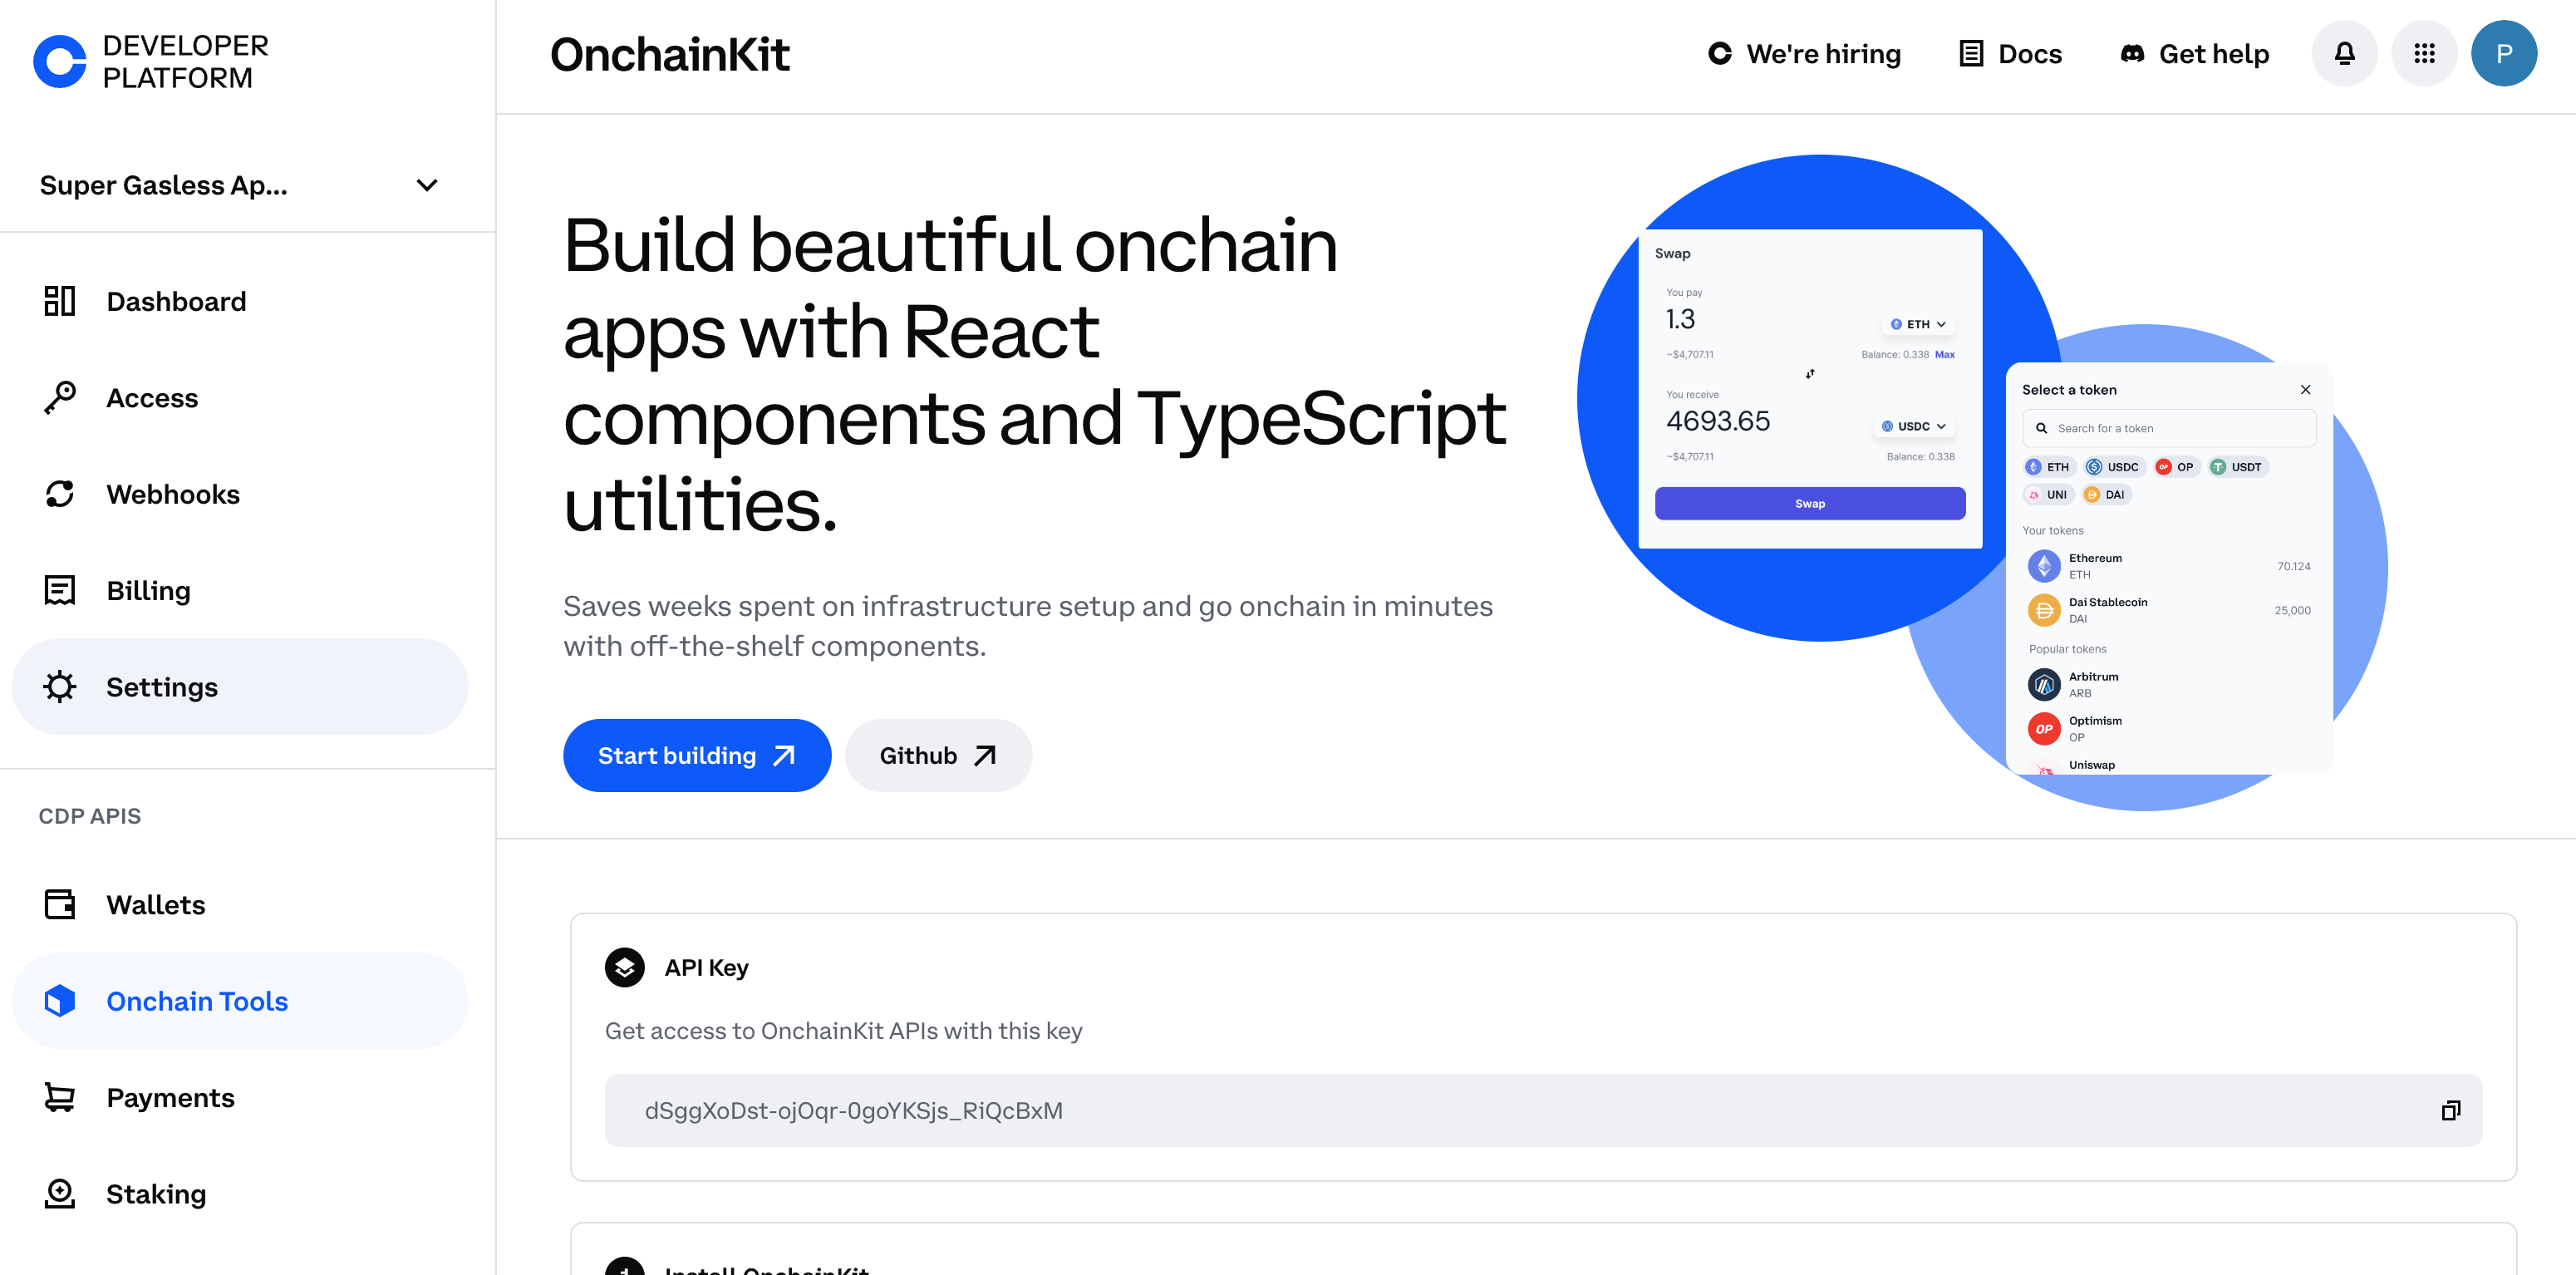 DEVELOPER
PLATFORM
Super Gasless Ap...
Dashboard
Access
Webhooks
Billing
Settings
CDP APIS
Wallets
Onchain Tools
Payments
Staking
OnchainKit
We're hiring
Docs
Get help
P
Build beautiful onchain
apps with React
components and TypeScript
utilities.
Saves weeks spent on infrastructure setup and go onchain in minutes
with off-the-shelf components.
Start building
Github
Swap
You pay
1.3
ETH
~$4,707.11
Balance: 0.338 Max
You receive
4693.65
USDC
~$4,707.11
Balance: 0.338
Swap
Select a token
Search for a token
ETH USDC OP USDT
UNI DAI
Your tokens
Ethereum
ETH
70.124
Dai Stablecoin
DAI
25,000
Popular tokens
Arbitrum
ARB
OP
Optimism
OP
Uniswap
API Key
Get access to OnchainKit APIs with this key
dSggXoDst-ojOqr-0goYKSjs_RiQcBxM
Install OnchainKit